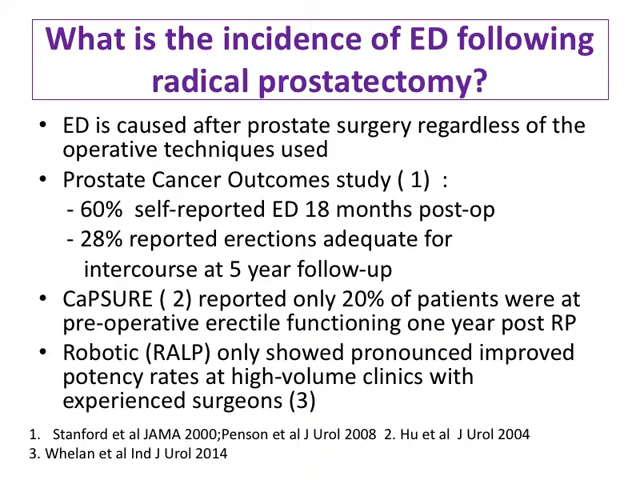 What is the incidence of ED following
radical prostatectomy?
• ED is caused after prostate surgery regardless of the
operative techniques used
• Prostate Cancer Outcomes study ( 1)  :
- 60%  self-reported ED 18 months post-op
- 28% reported erections adequate for
intercourse at 5 year follow-up
• CaPSURE ( 2) reported only 20% of patients were at
pre-operative erectile functioning one year post RP
• Robotic (RALP) only showed pronounced improved
potency rates at high-volume clinics with
experienced surgeons (3)
1.   Stanford et al JAMA 2000;Penson et al J Urol 2008  2. Hu et al  J Urol 2004
3. Whelan et al Ind J Urol 2014